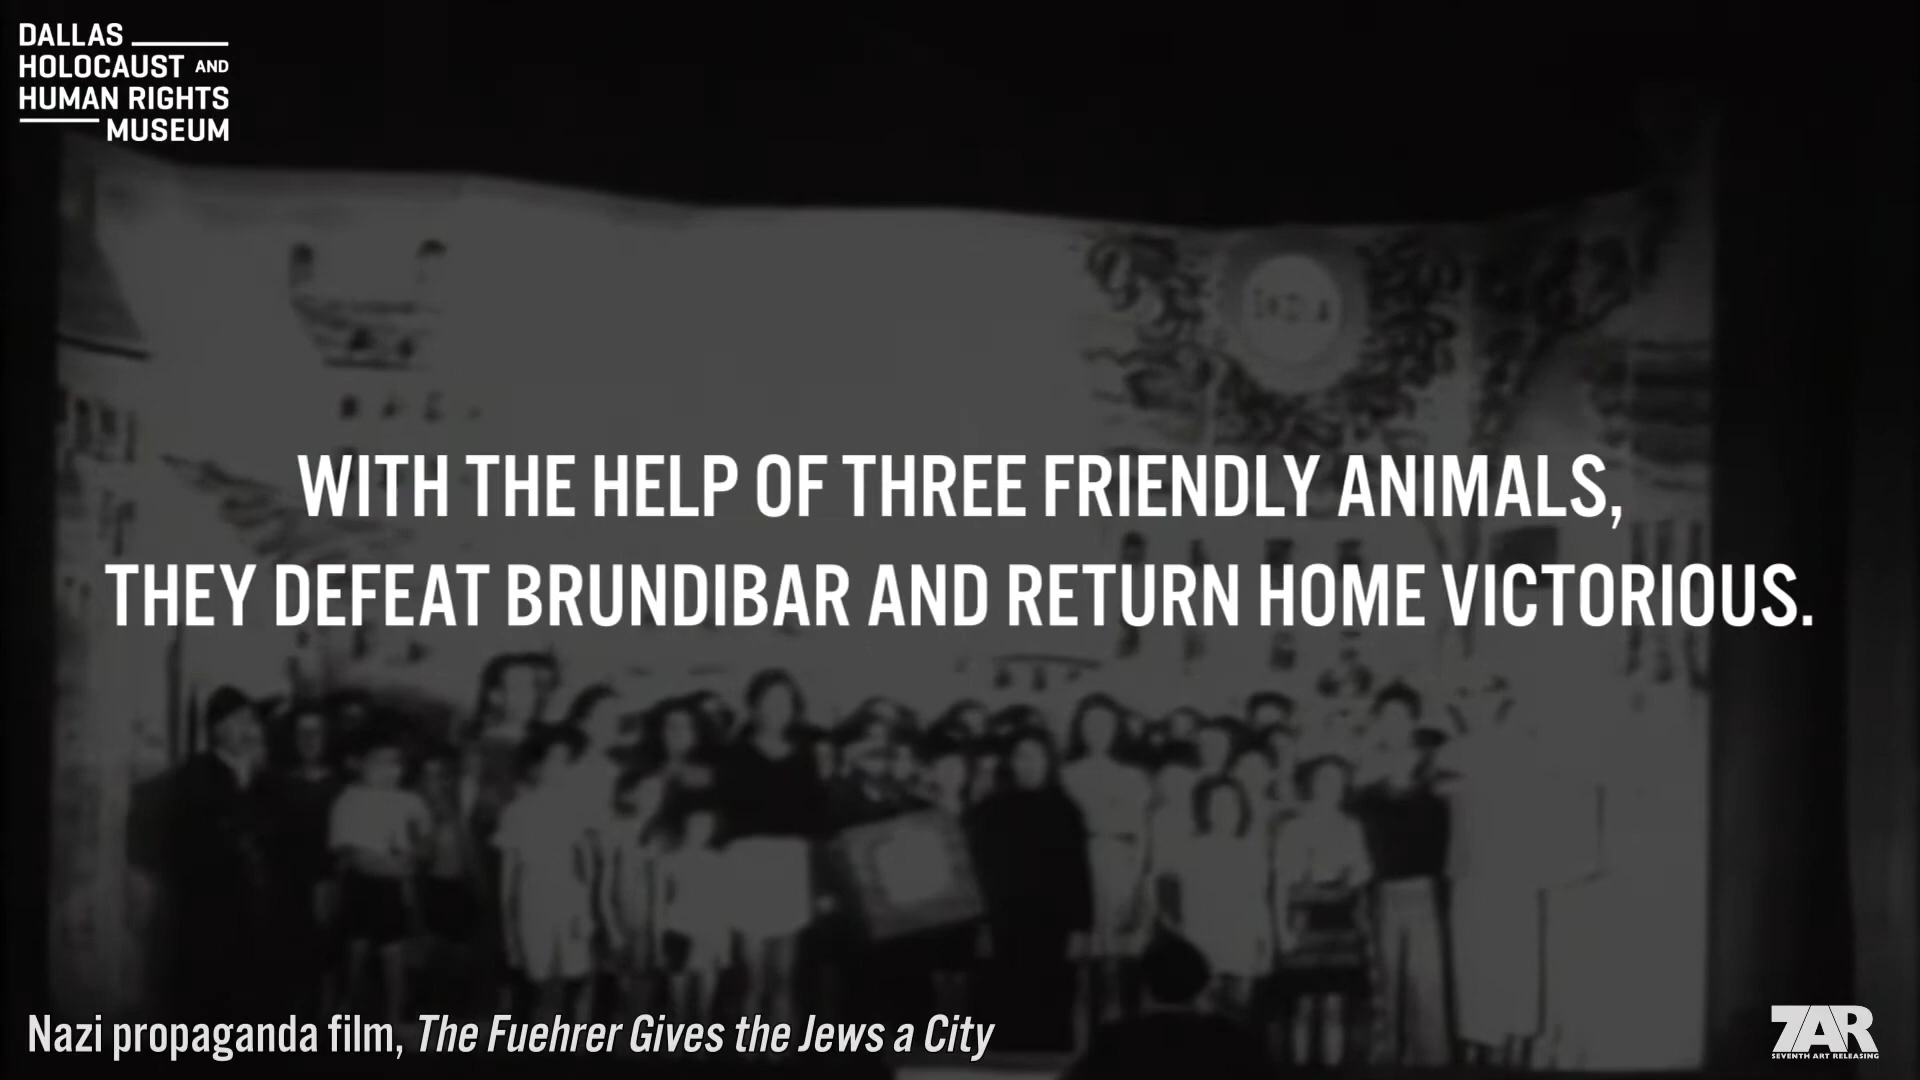 DALLAS
HOLOCAUST AND
HUMAN RIGHTS
MUSEUM
WITH THE HELP OF THREE FRIENDLY ANIMALS,
THEY DEFEAT BRUNDIBAR AND RETURN HOME VICTORIOUS.
Nazi propaganda film, The Fuehrer Gives the Jews a City
7AR
SEVENTH ART RELEASING